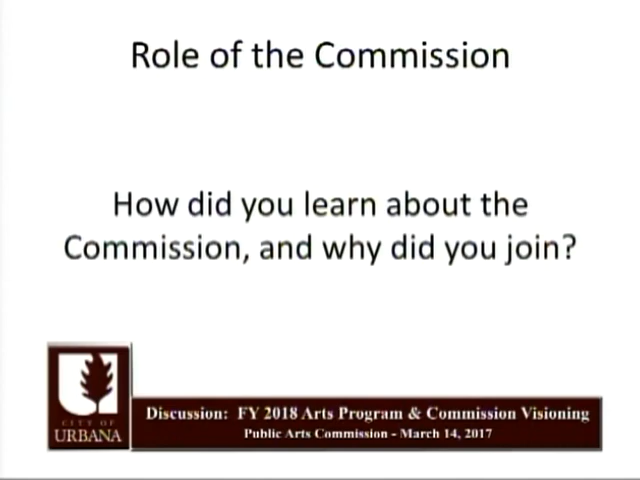 Role of the Commission
How did you learn about the
Commission, and why did you join?
CITY OF
URBANA
Discussion: FY 2018 Arts Program & Commission Visioning
Public Arts Commission - March 14, 2017